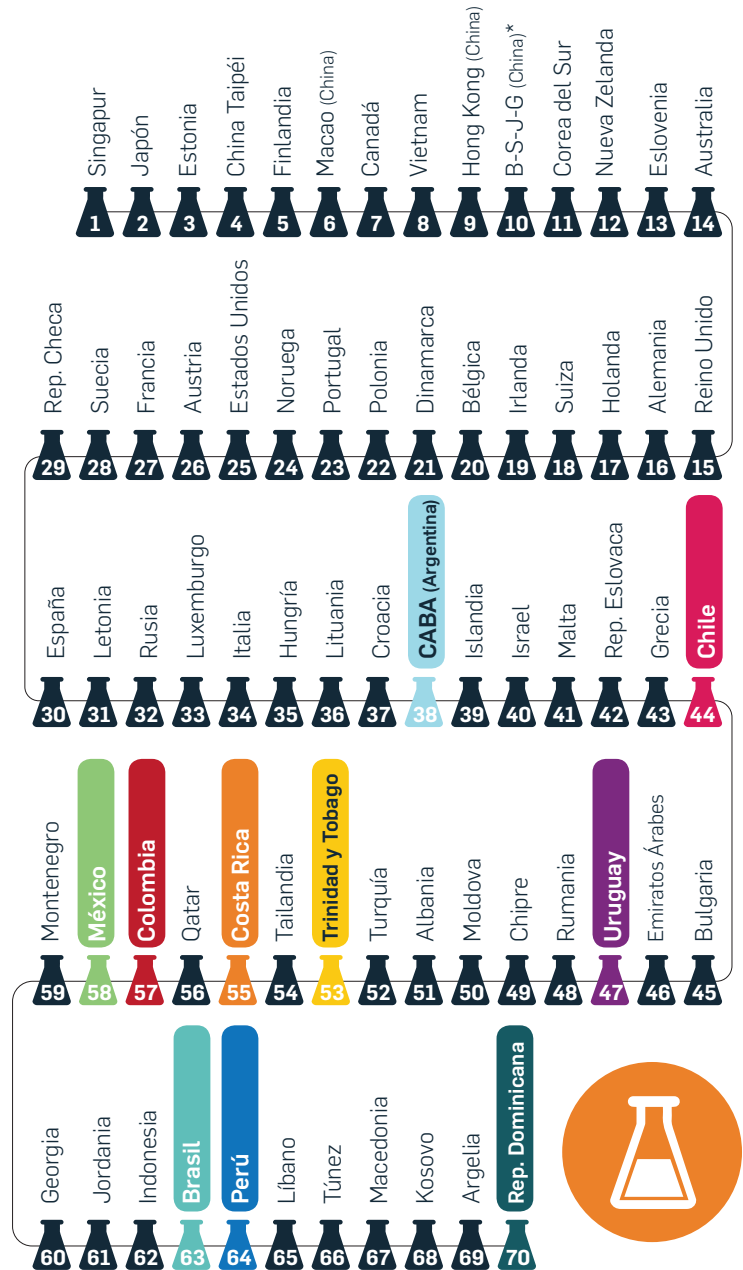 1 Singapur
2 Japón
3 Estonia
4 China Taipéi
5 Finlandia
6 Macao (China)
7 Canadá
8 Vietnam
9 Hong Kong (China)
10 B-S-J-G (China)*
11 Corea del Sur
12 Nueva Zelanda
13 Eslovenia
14 Australia
29 Rep. Checa
28 Suecia
27 Francia
26 Austria
25 Estados Unidos
24 Noruega
23 Portugal
22 Polonia
21 Dinamarca
20 Bélgica
19 Irlanda
18 Suiza
17 Holanda
16 Alemania
15 Reino Unido
30 España
31 Letonia
32 Rusia
33 Luxemburgo
34 Italia
35 Hungría
36 Lituania
37 Croacia
38 CABA (Argentina)
39 Islandia
40 Israel
41 Malta
42 Rep. Eslovaca
43 Grecia
44 Chile
59 Montenegro
58 México
57 Colombia
56 Qatar
55 Costa Rica
54 Tailandia
53 Trinidad y Tobago
52 Turquía
51 Albania
50 Moldova
49 Chipre
48 Rumania
47 Uruguay
46 Emiratos Árabes
45 Bulgaria
60 Georgia
61 Jordania
62 Indonesia
63 Brasil
64 Perú
65 Líbano
66 Túnez
67 Macedonia
68 Kosovo
69 Argelia
70 Rep. Dominicana